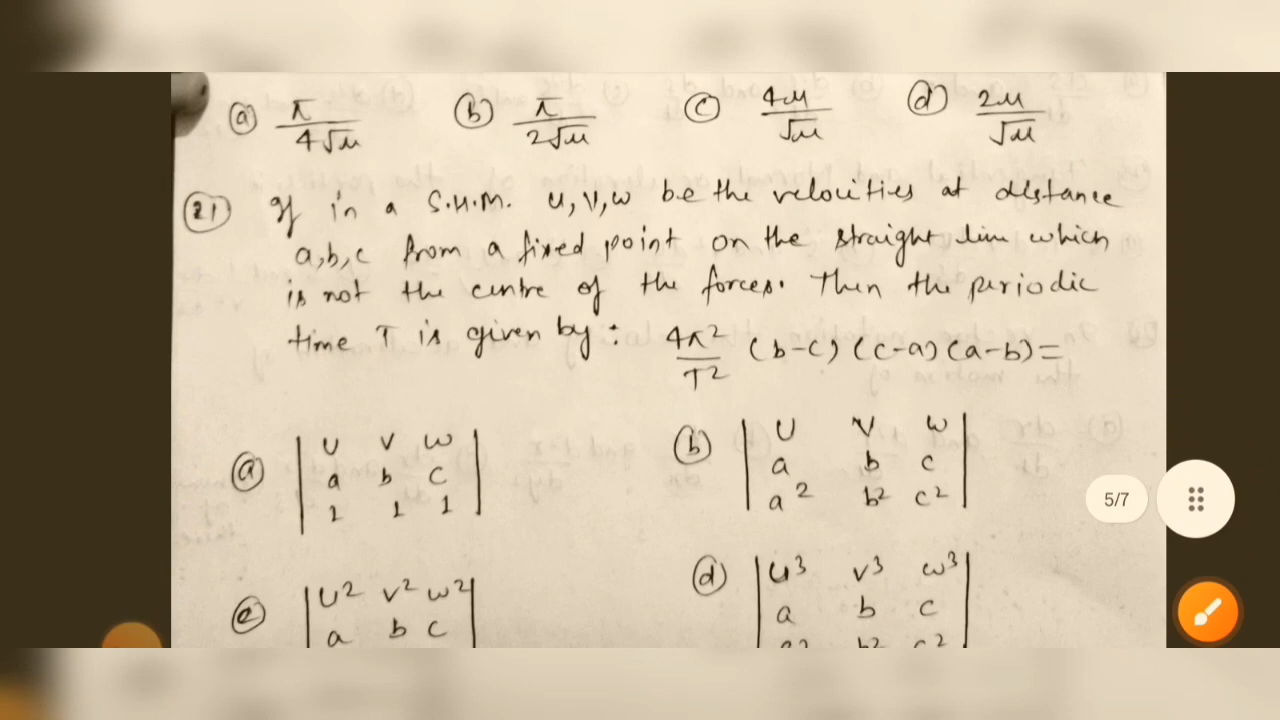 (a) π/4√μ (b) π/2√μ (c) 4μ/√μ (d) 2μ/√μ
(21) If in a S.H.M. u,v,w be the velocities at distance
a,b,c from a fixed point on the straight line which
is not the centre of the forces. Then the periodic
time T is given by : 4π²/T² (b-c) (c-a) (a-b) =
(a) | u v w | (b) | u v w |
| a b c | | a b c |
| 1 1 1 | | a² b² c² |
5/7
(c) | u² v² w² | (d) | u³ v³ w³ |
| a b c | | a b c |